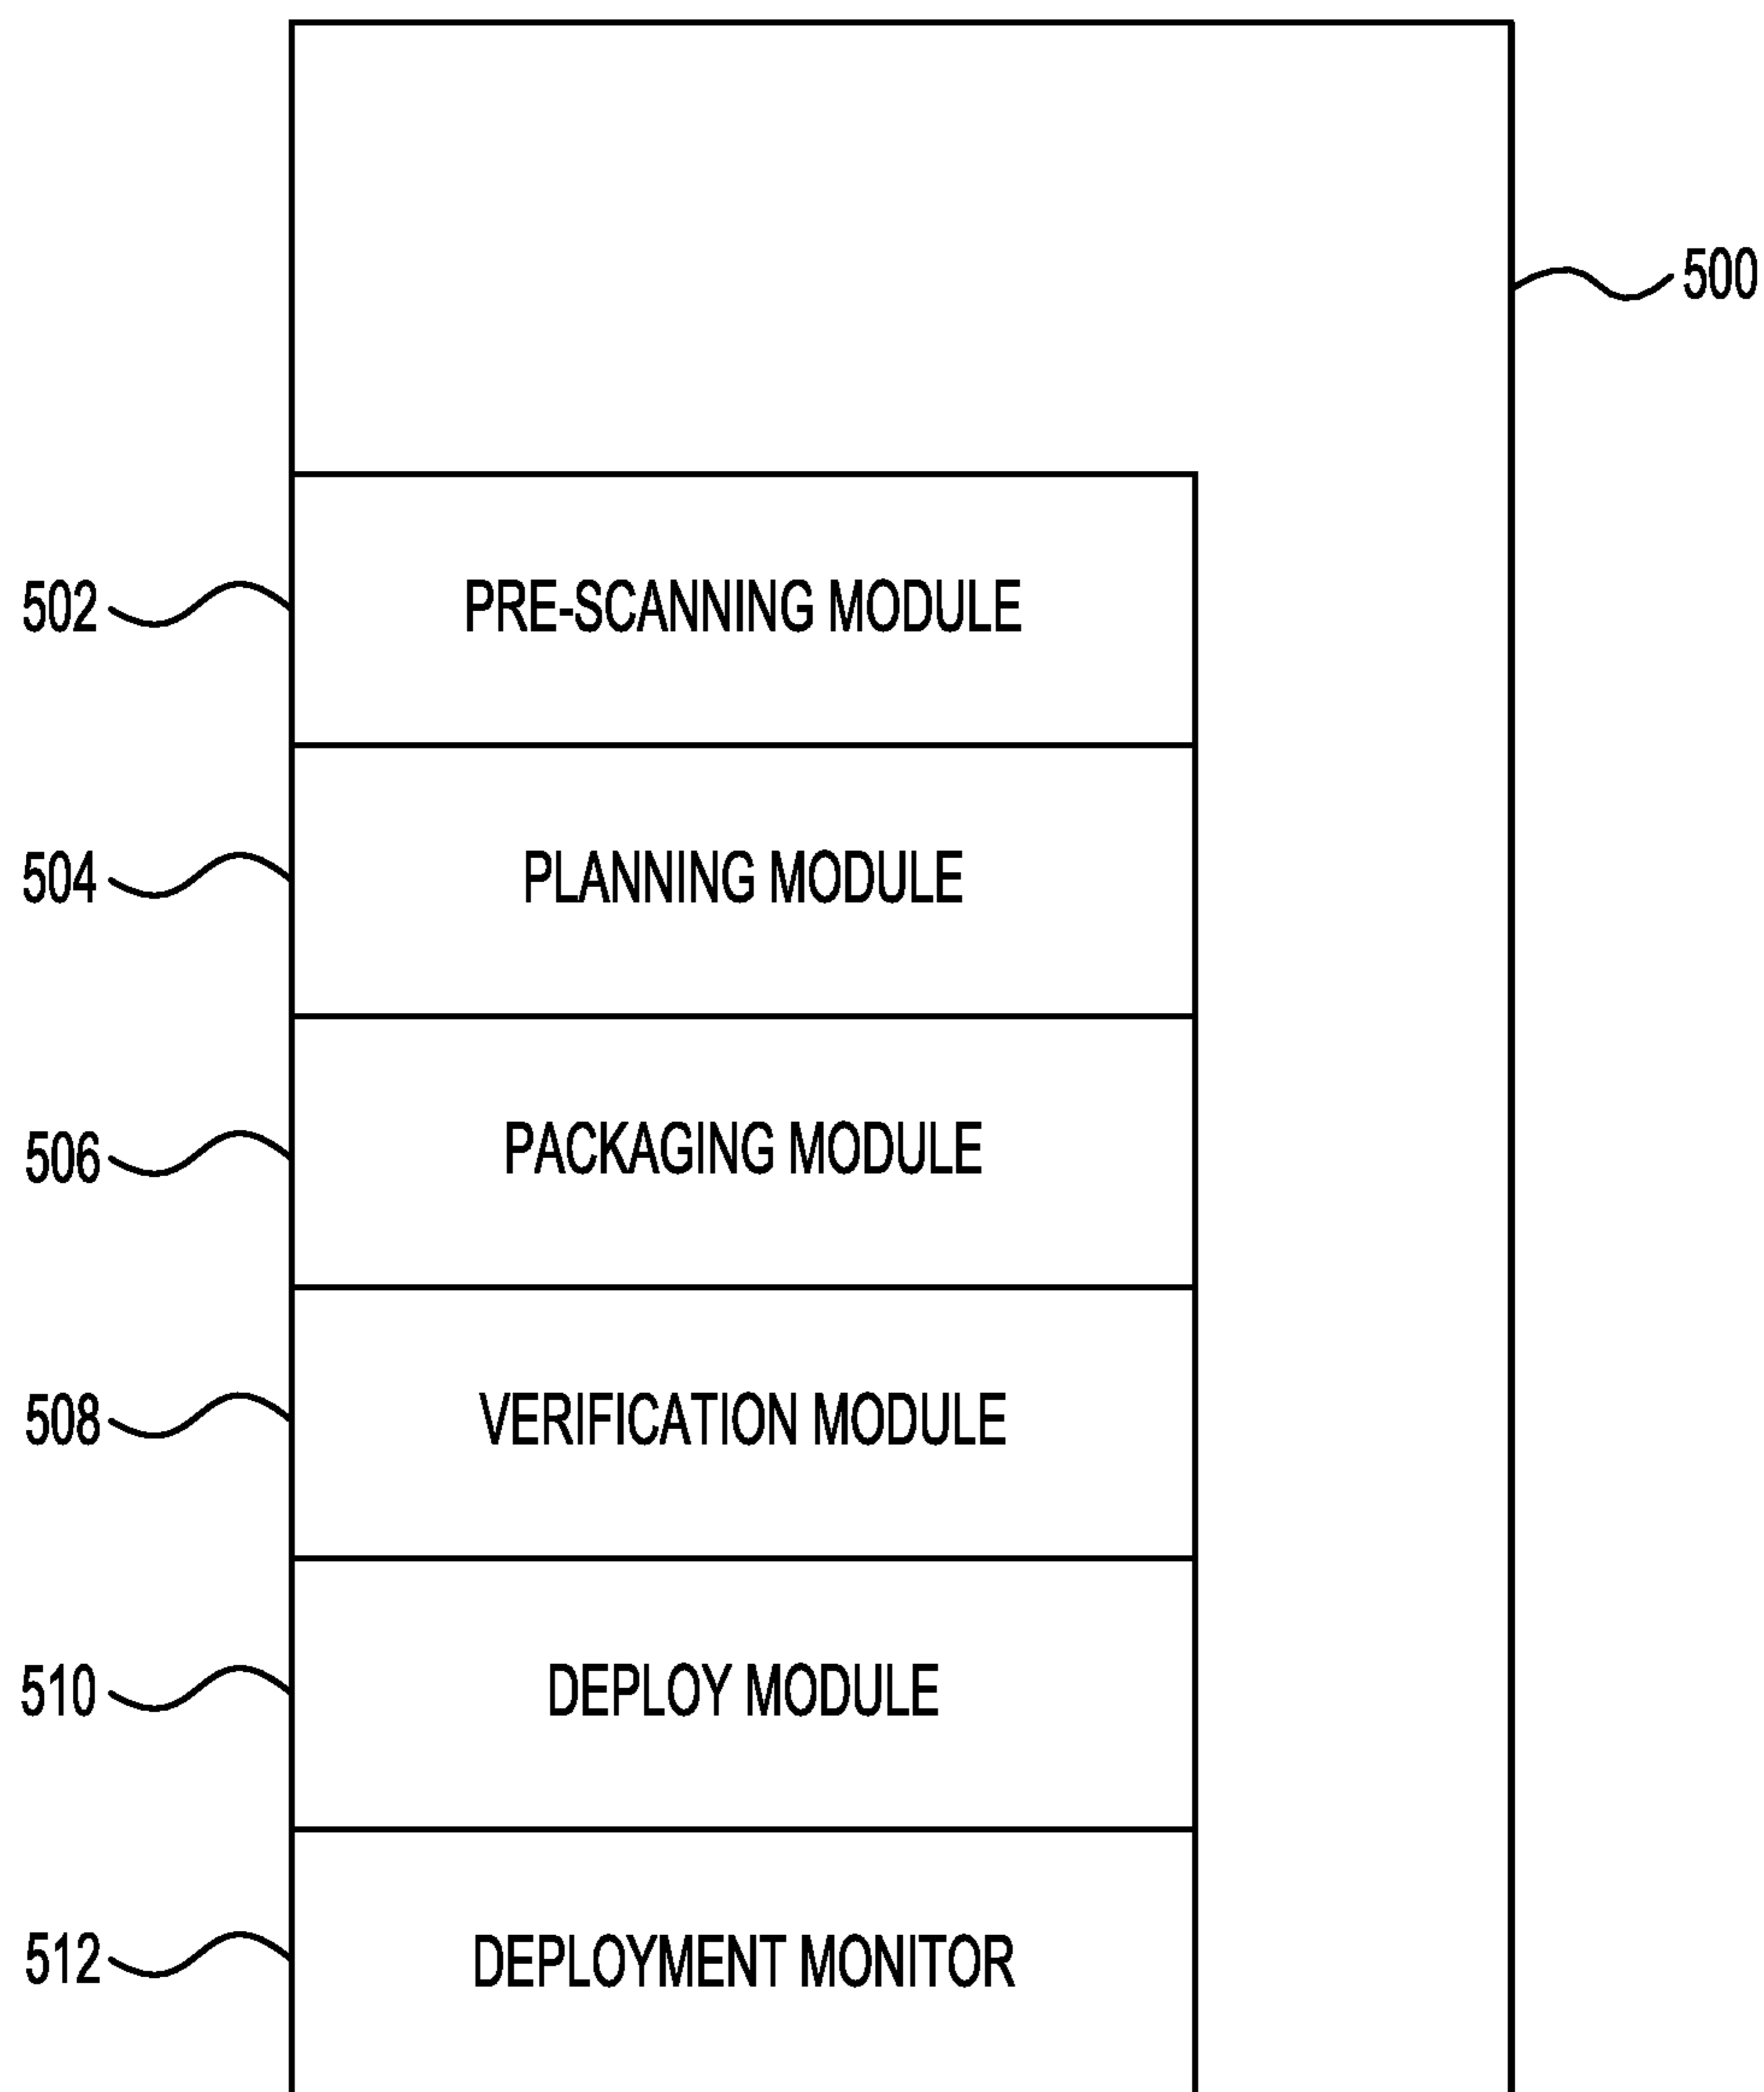 500
502 PRE-SCANNING MODULE
504 PLANNING MODULE
506 PACKAGING MODULE
508 VERIFICATION MODULE
510 DEPLOY MODULE
512 DEPLOYMENT MONITOR